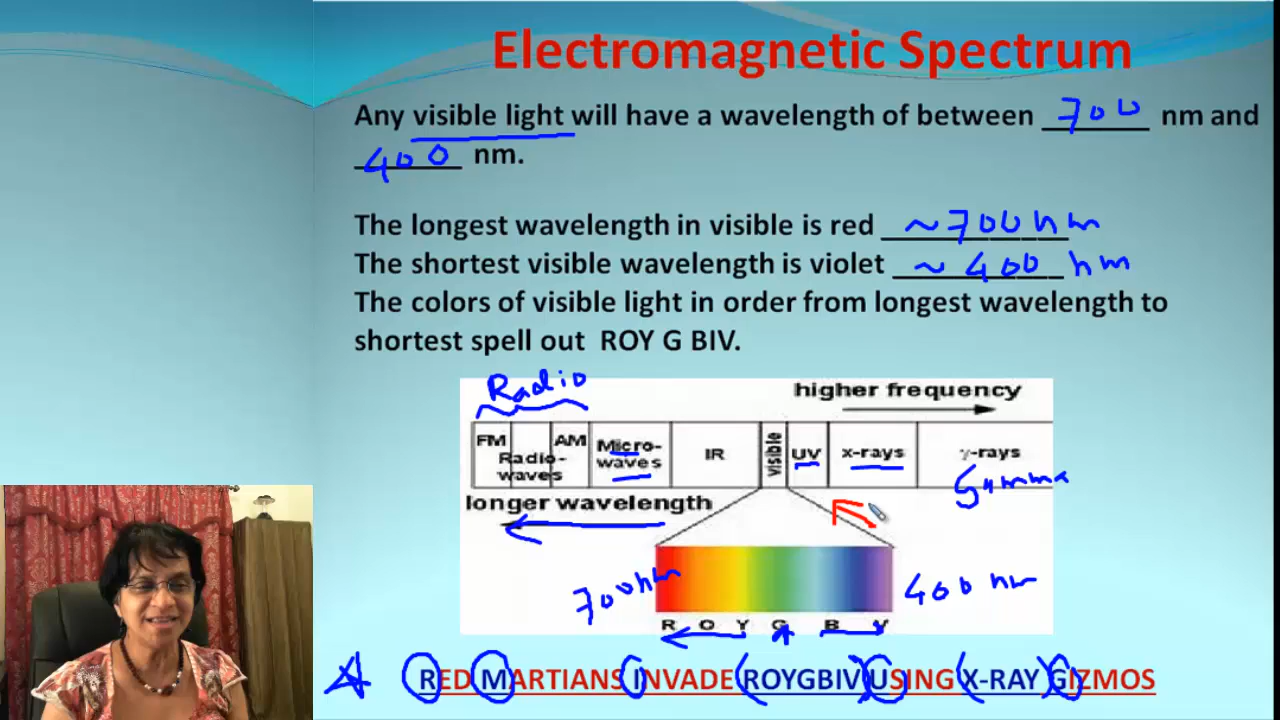 Electromagnetic Spectrum
Any visible light will have a wavelength of between 700 nm and
400 nm.
The longest wavelength in visible is red ~700nm
The shortest visible wavelength is violet ~ 400 nm
The colors of visible light in order from longest wavelength to
shortest spell out ROY G BIV.
Radio
higher frequency
FM AM Micro- IR visible UV x-rays γ-rays
Radio- waves
waves
Gamma
longer wavelength
700nm 400 nm
R O Y G B V
RED MARTIANS INVADE (ROYGBIV) USING (X-RAY) GIZMOS